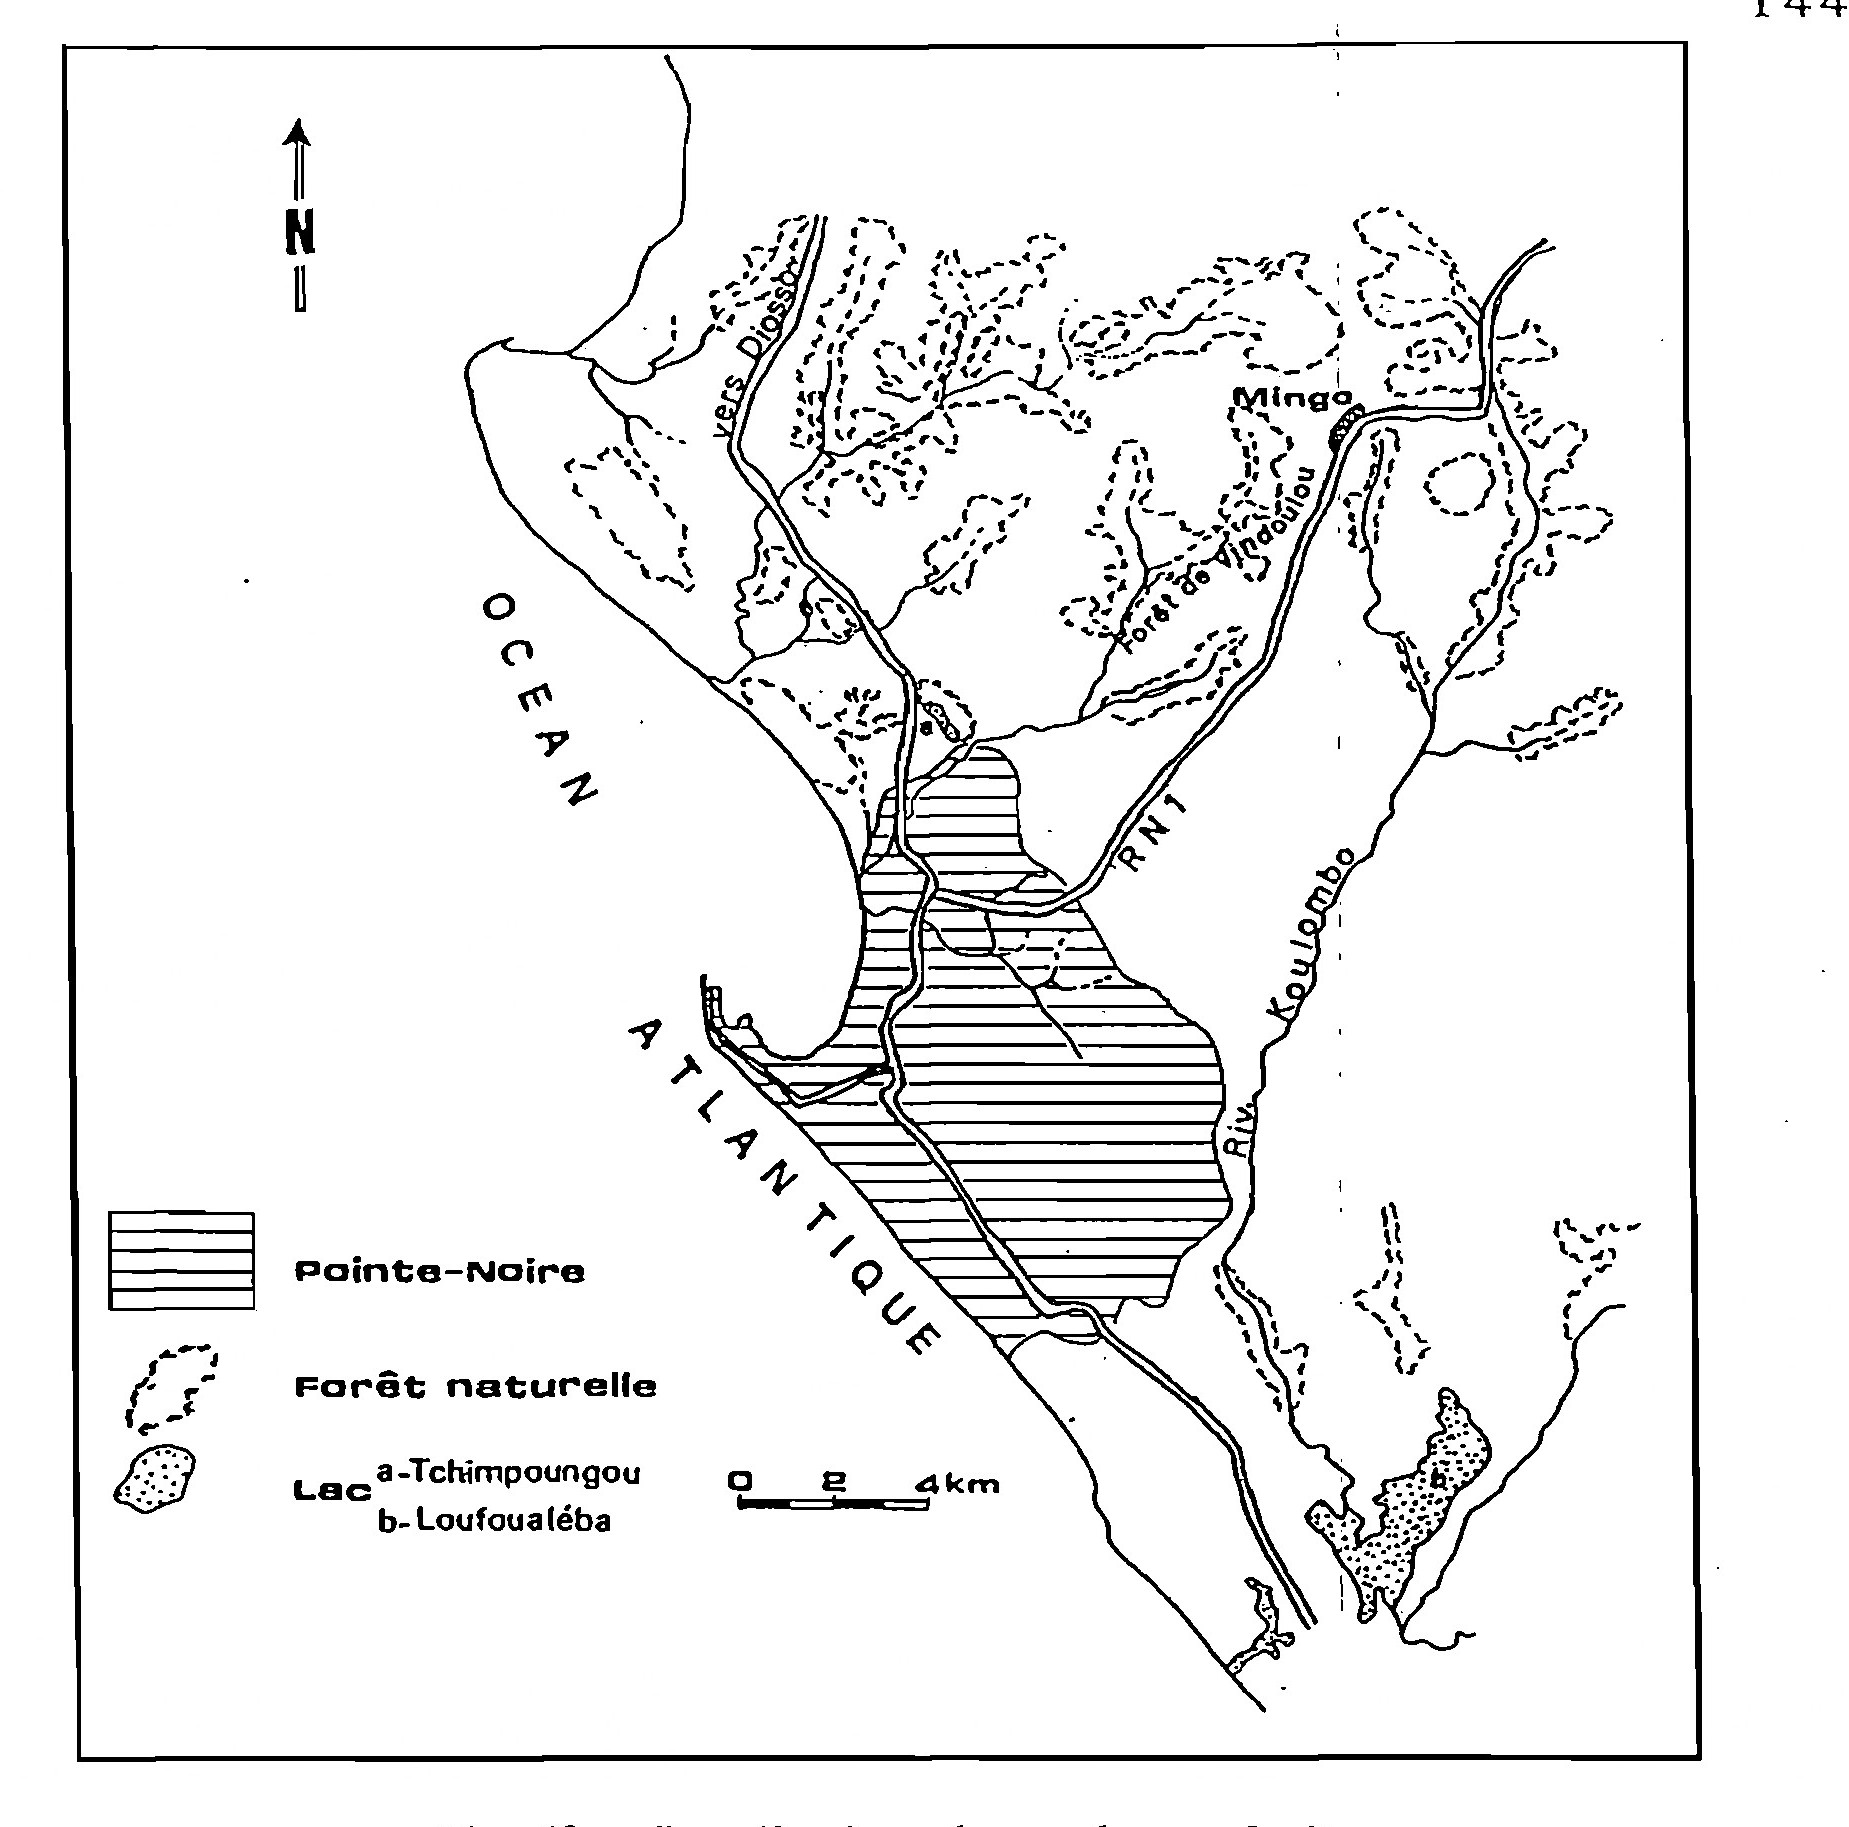 144
N
vers Diosso
Mingo
Forêt de Vindoulou
OCEAN
a
RN1
Riv. Koulombo
ATLANTIQUE
Pointe-Noire
Forêt naturelle
Lac a-Tchimpoungou
b-Loufoualéba
0 2 4km
b